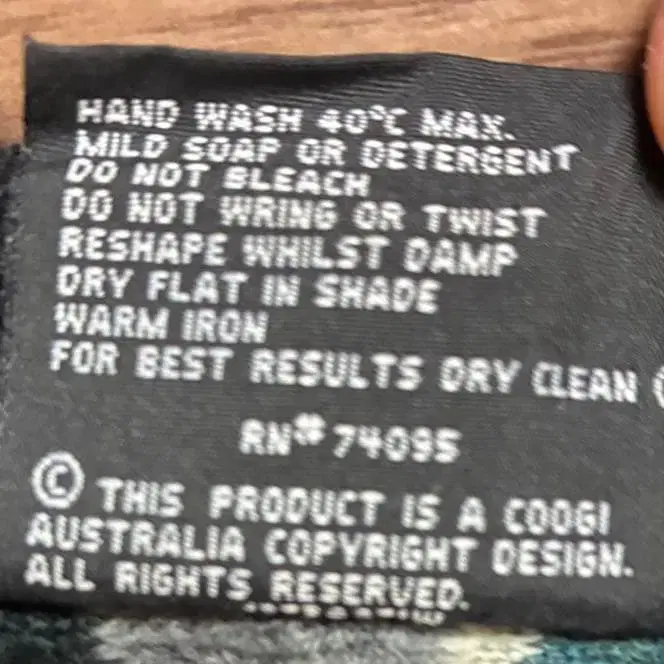 HAND WASH 40°C MAX.
MILD SOAP OR DETERGENT
DO NOT BLEACH
DO NOT WRING OR TWIST
RESHAPE WHILST DAMP
DRY FLAT IN SHADE
WARM IRON
FOR BEST RESULTS DRY CLEAN
RN# 74095
© THIS PRODUCT IS A COOGI
AUSTRALIA COPYRIGHT DESIGN.
ALL RIGHTS RESERVED.